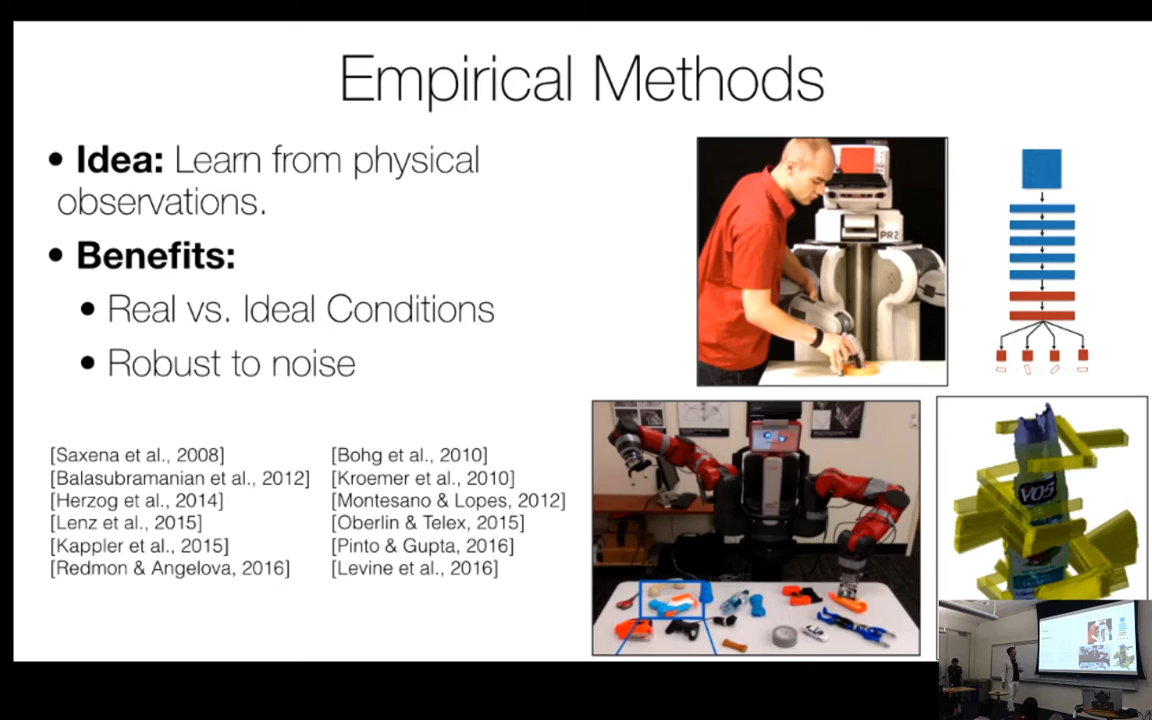 Empirical Methods
• Idea: Learn from physical
observations.
• Benefits:
• Real vs. Ideal Conditions
• Robust to noise
[Saxena et al., 2008]
[Balasubramanian et al., 2012]
[Herzog et al., 2014]
[Lenz et al., 2015]
[Kappler et al., 2015]
[Redmon & Angelova, 2016]
[Bohg et al., 2010]
[Kroemer et al., 2010]
[Montesano & Lopes, 2012]
[Oberlin & Telex, 2015]
[Pinto & Gupta, 2016]
[Levine et al., 2016]
PR2
VO5